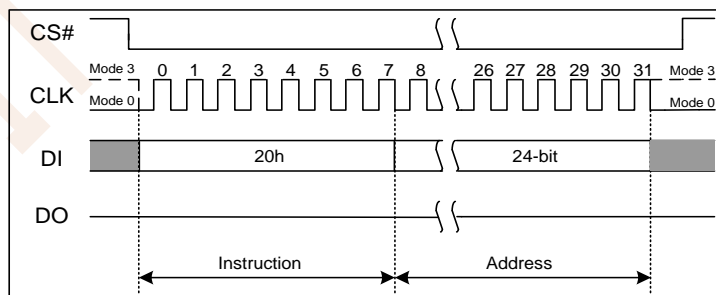 CS#
Mode 3 0 1 2 3 4 5 6 7 8 26 27 28 29 30 31 Mode 3
CLK
Mode 0 Mode 0
DI 20h 24-bit
DO
Instruction Address